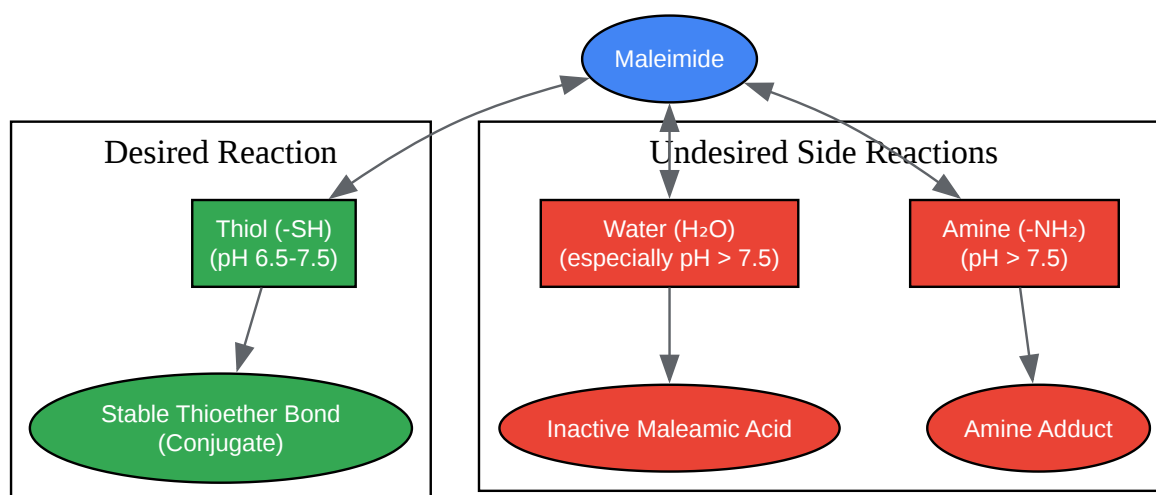 Maleimide
Desired Reaction
Undesired Side Reactions
Thiol (-SH)
(pH 6.5-7.5)
Water (H₂O)
(especially pH > 7.5)
Amine (-NH₂)
(pH > 7.5)
Stable Thioether Bond
(Conjugate)
Inactive Maleamic Acid
Amine Adduct